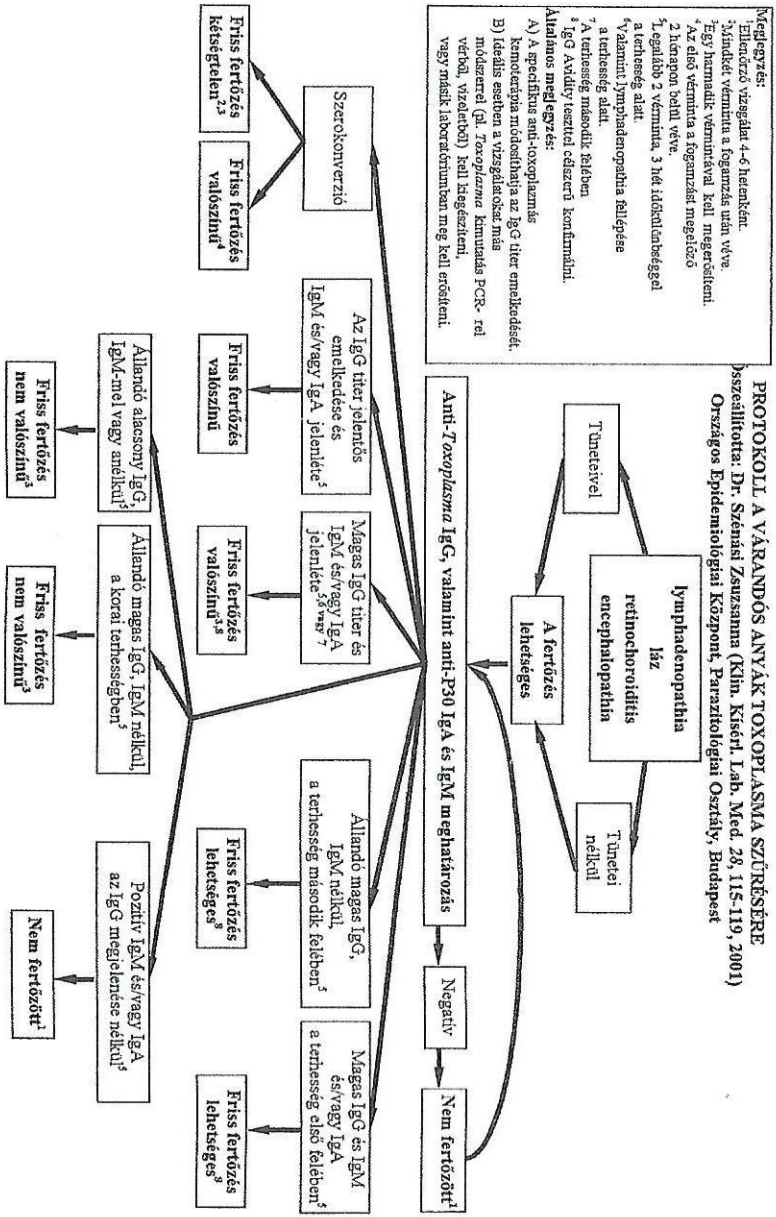 PROTOKOLL A VÁRANDÓS ANYÁK TOXOPLASMA SZŰRÉSÉRE
Összeállította: Dr. Szénási Zsuzsanna (Klin. Kísérl. Lab. Med. 28, 115-119, 2001)
Országos Epidemiológiai Központ, Parazitológiai Osztály, Budapest
Megjegyzés:
¹Ellenőrző vizsgálat 4-6 hetenként.
²Mindkét vérminta a fogamzás után véve.
³Egy harmadik vérmintával kell megerősíteni.
⁴Az első vérminta a fogamzást megelőző
2 hónapon belül véve.
⁵Legalább 2 vérminta, 3 hét időkülönbséggel
a terhesség alatt.
⁶Valamint lymphadenopathia fellépése
a terhesség alatt.
⁷A terhesség második felében
⁸IgG Avidity teszttel célszerű konfirmálni.
Általános megjegyzés:
A) A specifikus anti-toxoplazmás
kemoterápia módosíthatja az IgG titer emelkedését.
B) Ideális esetben a vizsgálatokat más
módszerrel (pl. Toxoplasma kimutatás PCR- rel
vérből, vizeletből) kell kiegészíteni,
vagy másik laboratóriumban meg kell erősíteni.
lymphadenopathia
láz
retinochoroiditis
encephalopathia
Tüneteivel
Tünetei
nélkül
A fertőzés
lehetséges
Anti-Toxoplasma IgG, valamint anti-P30 IgA és IgM meghatározás
Negatív
Nem fertőzött¹
Szerokonverzió
Az IgG titer jelentős
emelkedése és
IgM és/vagy IgA jelenléte⁵
Magas IgG titer és
IgM és/vagy IgA
jelenléte⁵,⁶ vagy ⁷
Állandó magas IgG,
IgM nélkül,
a terhesség második felében⁵
Magas IgG és IgM
és/vagy IgA
a terhesség első felében⁵
Friss fertőzés
kétségtelen²,³
Friss fertőzés
valószínű⁴
Friss fertőzés
valószínű
Friss fertőzés
valószínű³,⁸
Friss fertőzés
lehetséges⁸
Friss fertőzés
lehetséges⁸
Állandó alacsony IgG,
IgM-mel vagy anélkül⁵
Állandó magas IgG, IgM nélkül,
a korai terhességben⁵
Pozitív IgM és/vagy IgA
az IgG megjelenése nélkül⁵
Friss fertőzés
nem valószínű³
Friss fertőzés
nem valószínű³
Nem fertőzött¹